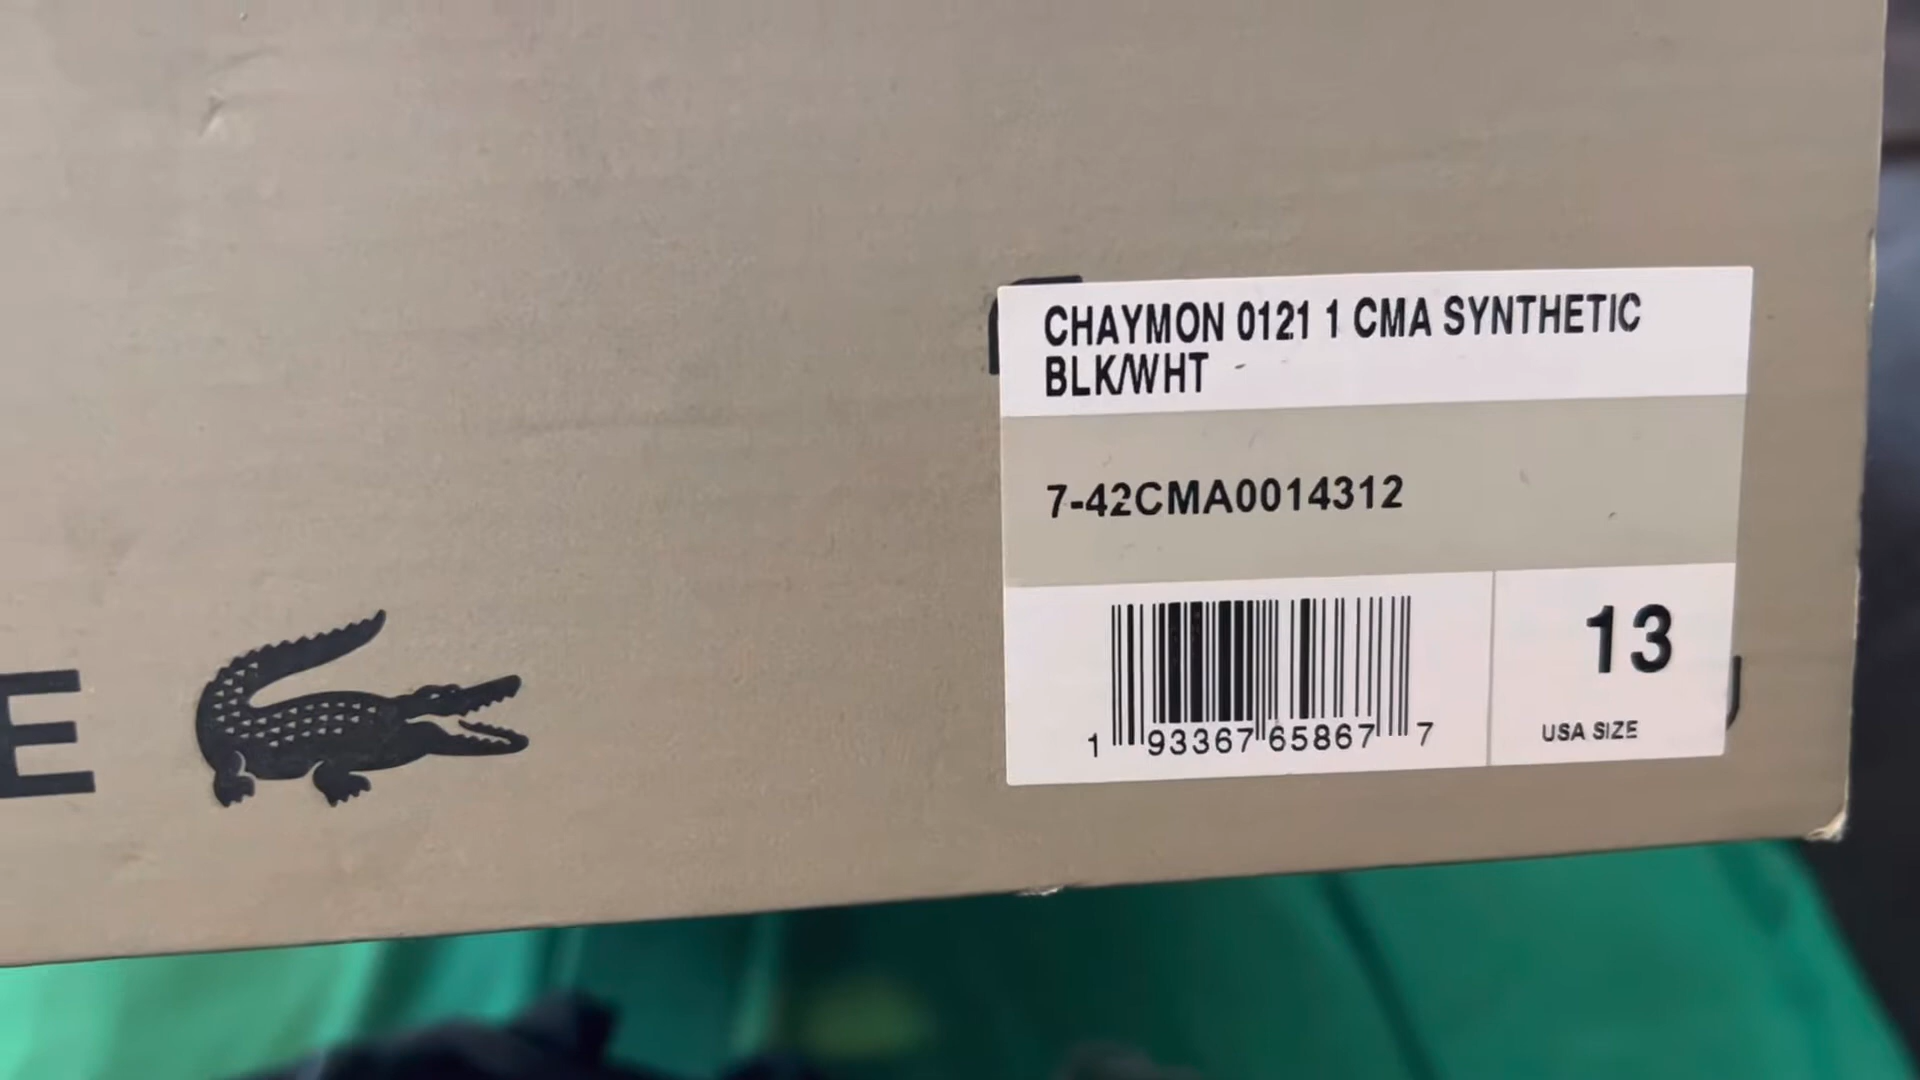 CHAYMON 0121 1 CMA SYNTHETIC
BLK/WHT
7-42CMA0014312
1 93367 65867 7
13
USA SIZE
E